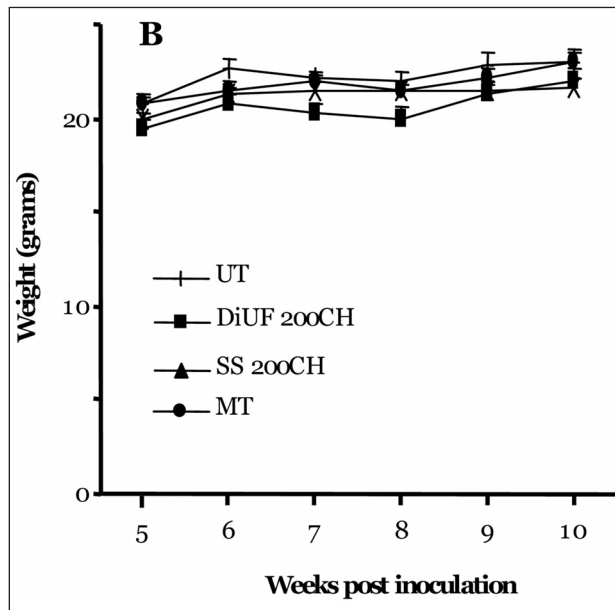 B
20
10
0
Weight (grams)
UT
DiUF 200CH
SS 200CH
MT
5 6 7 8 9 10
Weeks post inoculation